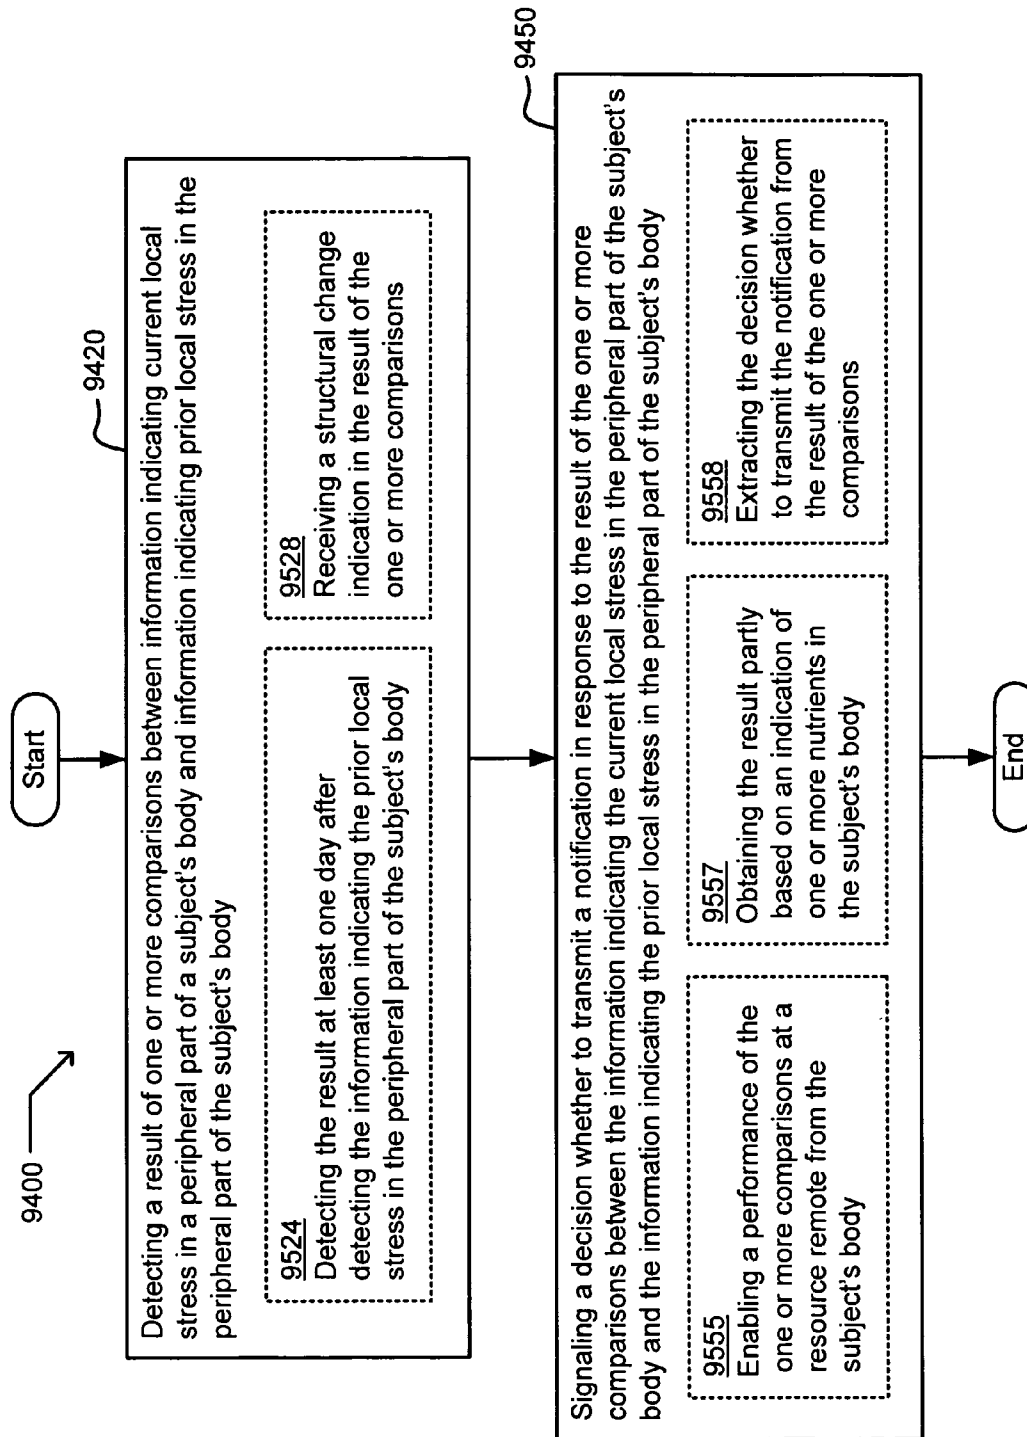 9400
Start
9420
Detecting a result of one or more comparisons between information indicating current local
stress in a peripheral part of a subject's body and information indicating prior local stress in the
peripheral part of the subject's body
9524
Detecting the result at least one day after
detecting the information indicating the prior local
stress in the peripheral part of the subject's body
9528
Receiving a structural change
indication in the result of the
one or more comparisons
9450
Signaling a decision whether to transmit a notification in response to the result of the one or more
comparisons between the information indicating the current local stress in the peripheral part of the subject's
body and the information indicating the prior local stress in the peripheral part of the subject's body
9555
Enabling a performance of the
one or more comparisons at a
resource remote from the
subject's body
9557
Obtaining the result partly
based on an indication of
one or more nutrients in
the subject's body
9558
Extracting the decision whether
to transmit the notification from
the result of the one or more
comparisons
End